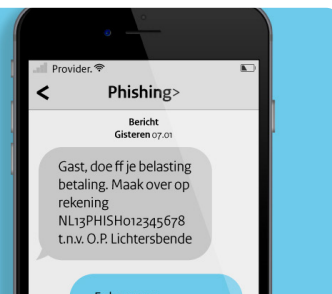 Provider.
< Phishing>
Bericht
Gisteren 07.01
Gast, doe ff je belasting
betaling. Maak over op
rekening
NL13PHISH012345678
t.n.v. O.P. Lichtersbende